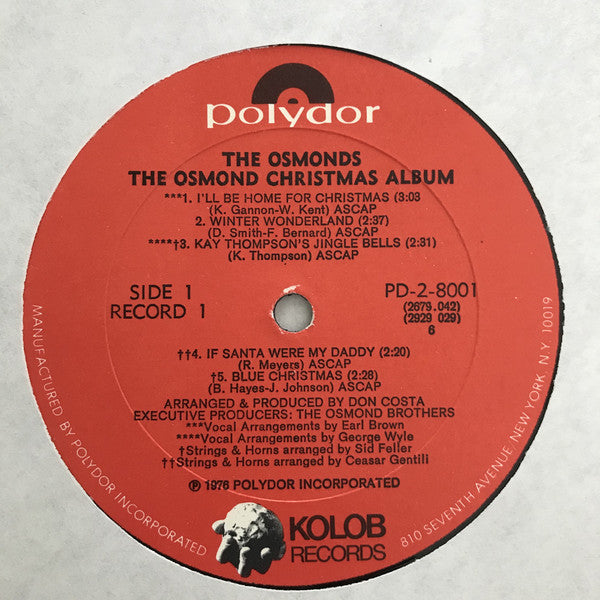 polydor
THE OSMONDS
THE OSMOND CHRISTMAS ALBUM
***1. I'LL BE HOME FOR CHRISTMAS (3:03
(K. Gannon-W. Kent) ASCAP
2. WINTER WONDERLAND (2:37)
(D. Smith-F. Bernard) ASCAP
****†3. KAY THOMPSON'S JINGLE BELLS (2:31)
(K. Thompson) ASCAP
SIDE 1
RECORD 1
PD-2-8001
(2679.042)
(2929 029)
6
††4. IF SANTA WERE MY DADDY (2:20)
(R. Meyers) ASCAP
†5. BLUE CHRISTMAS (2:28)
(B. Hayes-J. Johnson) ASCAP
ARRANGED & PRODUCED BY DON COSTA
EXECUTIVE PRODUCERS: THE OSMOND BROTHERS
***Vocal Arrangements by Earl Brown
****Vocal Arrangements by George Wyle
†Strings & Horns arranged by Sid Feller
††Strings & Horns arranged by Ceasar Gentili
℗ 1976 POLYDOR INCORPORATED
KOLOB
RECORDS
MANUFACTURED BY POLYDOR INCORPORATED
810 SEVENTH AVENUE, NEW YORK, N.Y. 10019